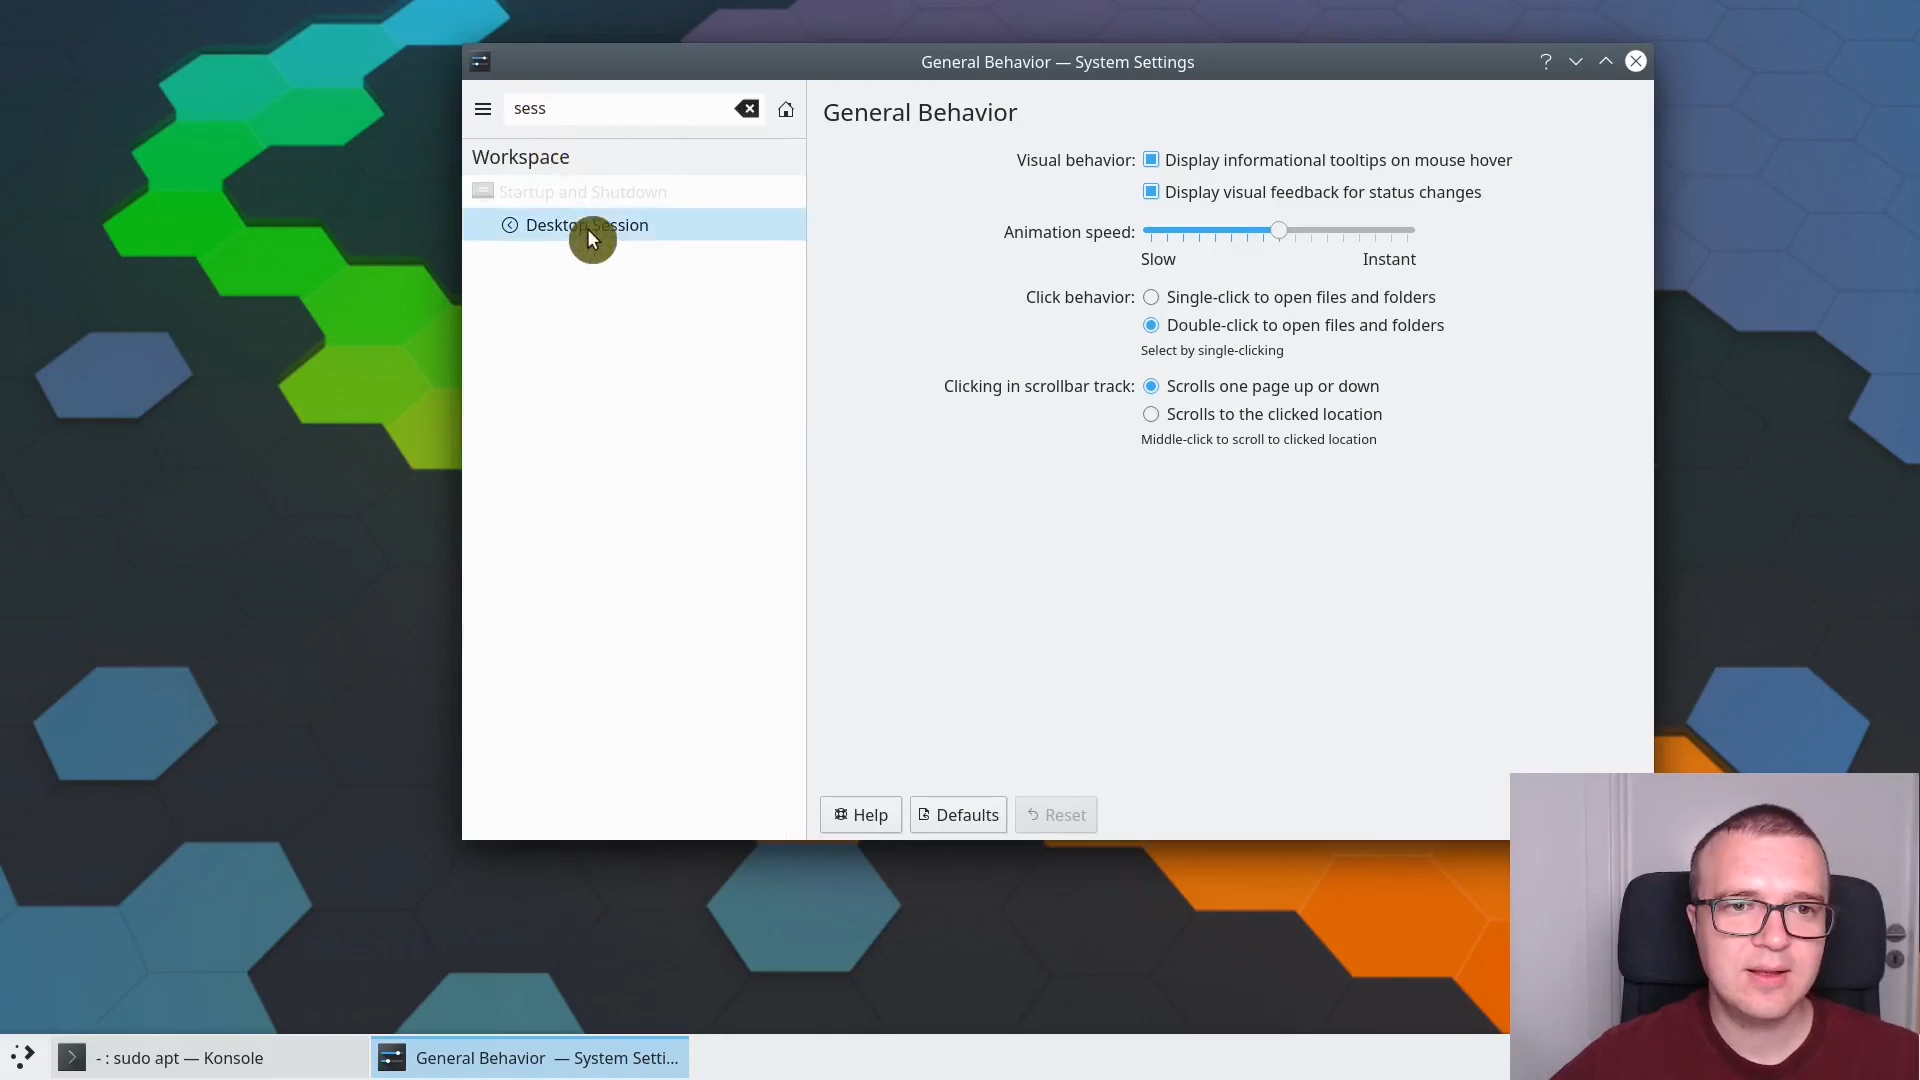 General Behavior — System Settings
sess
Workspace
Startup and Shutdown
Desktop Session
General Behavior
Visual behavior:
Display informational tooltips on mouse hover
Display visual feedback for status changes
Animation speed:
Slow
Instant
Click behavior:
Single-click to open files and folders
Double-click to open files and folders
Select by single-clicking
Clicking in scrollbar track:
Scrolls one page up or down
Scrolls to the clicked location
Middle-click to scroll to clicked location
Help
Defaults
Reset
- : sudo apt — Konsole
General Behavior — System Setti...